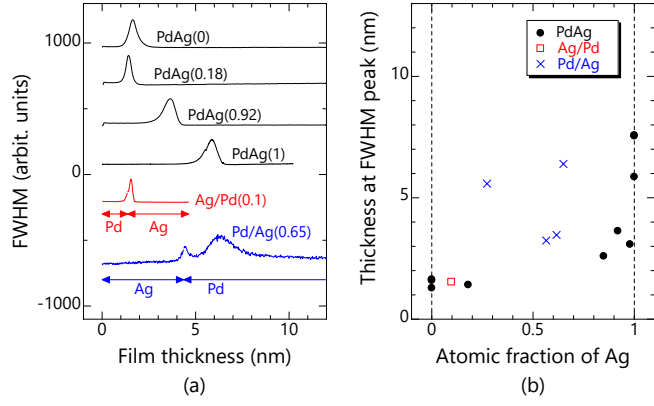 (a)
1000
0
-1000
FWHM (arbit. units)
PdAg(0)
PdAg(0.18)
PdAg(0.92)
PdAg(1)
Ag/Pd(0.1)
Pd Ag
Pd/Ag(0.65)
Ag Pd
0 5 10
Film thickness (nm)
(a)
(b)
Thickness at FWHM peak (nm)
10
5
0
PdAg
Ag/Pd
Pd/Ag
0 0.5 1
Atomic fraction of Ag
(b)